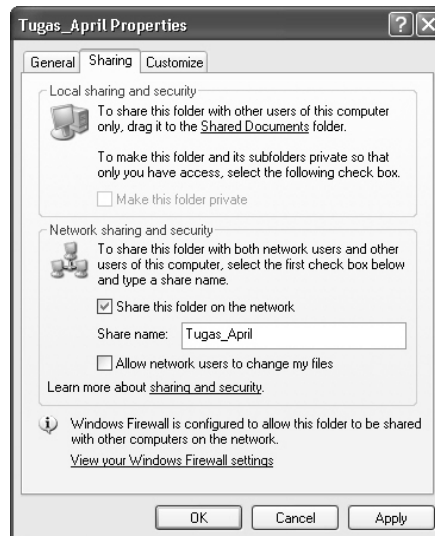 Tugas_April Properties
General Sharing Customize
Local sharing and security
To share this folder with other users of this computer
only, drag it to the Shared Documents folder.
To make this folder and its subfolders private so that
only you have access, select the following check box.
Make this folder private
Network sharing and security
To share this folder with both network users and other
users of this computer, select the first check box below
and type a share name.
Share this folder on the network
Share name: Tugas_April
Allow network users to change my files
Learn more about sharing and security.
Windows Firewall is configured to allow this folder to be shared
with other computers on the network.
View your Windows Firewall settings
OK Cancel Apply